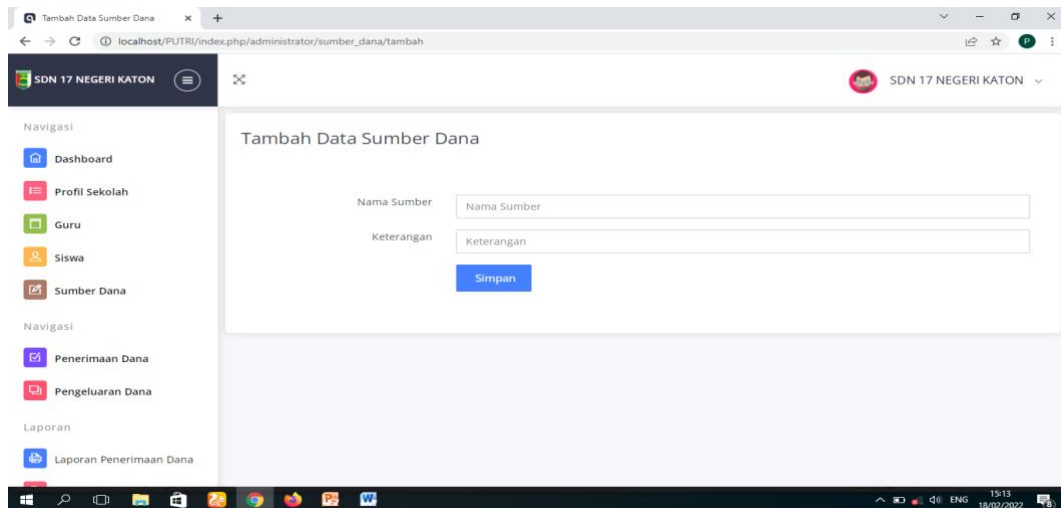 Tambah Data Sumber Dana
localhost/PUTRI/index.php/administrator/sumber_dana/tambah
P
SDN 17 NEGERI KATON
SDN 17 NEGERI KATON
Navigasi
Dashboard
Profil Sekolah
Guru
Siswa
Sumber Dana
Navigasi
Penerimaan Dana
Pengeluaran Dana
Laporan
Laporan Penerimaan Dana
Tambah Data Sumber Dana
Nama Sumber
Nama Sumber
Keterangan
Keterangan
Simpan
ENG
15:13
18/02/2022